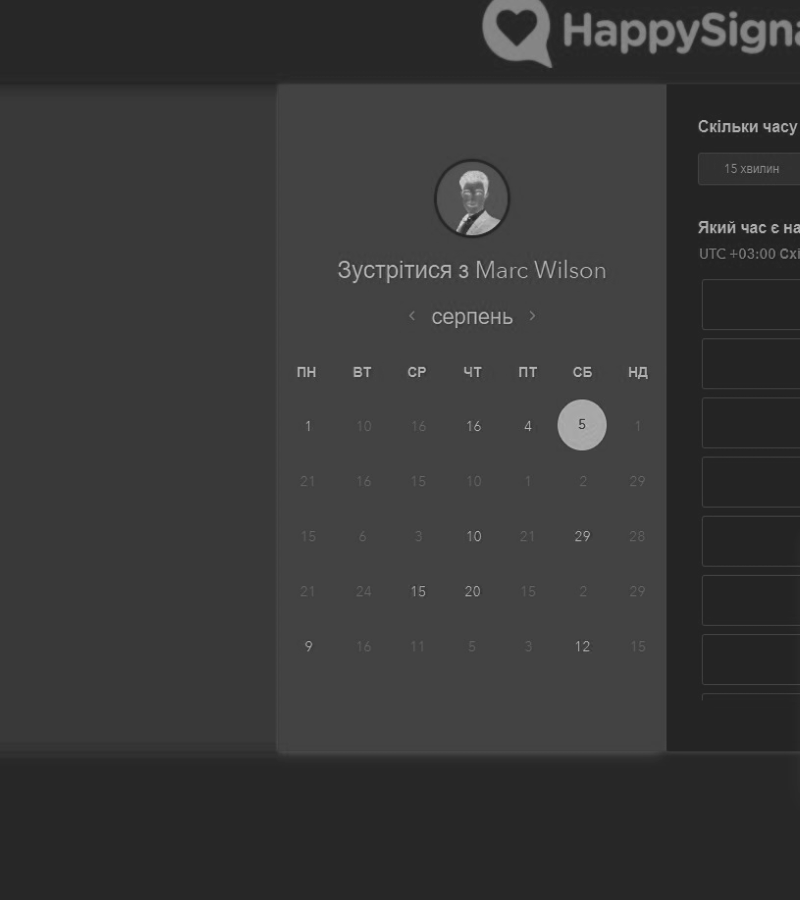 HappySigna
Зустрітися з Marc Wilson
‹ серпень ›
ПН ВТ СР ЧТ ПТ СБ НД
1 10 16 16 4 5 1
21 16 15 10 1 2 29
15 6 3 10 21 29 28
21 24 15 20 15 2 29
9 16 11 5 3 12 15
Скільки часу
15 хвилин
Який час є на
UTC +03:00 Схі